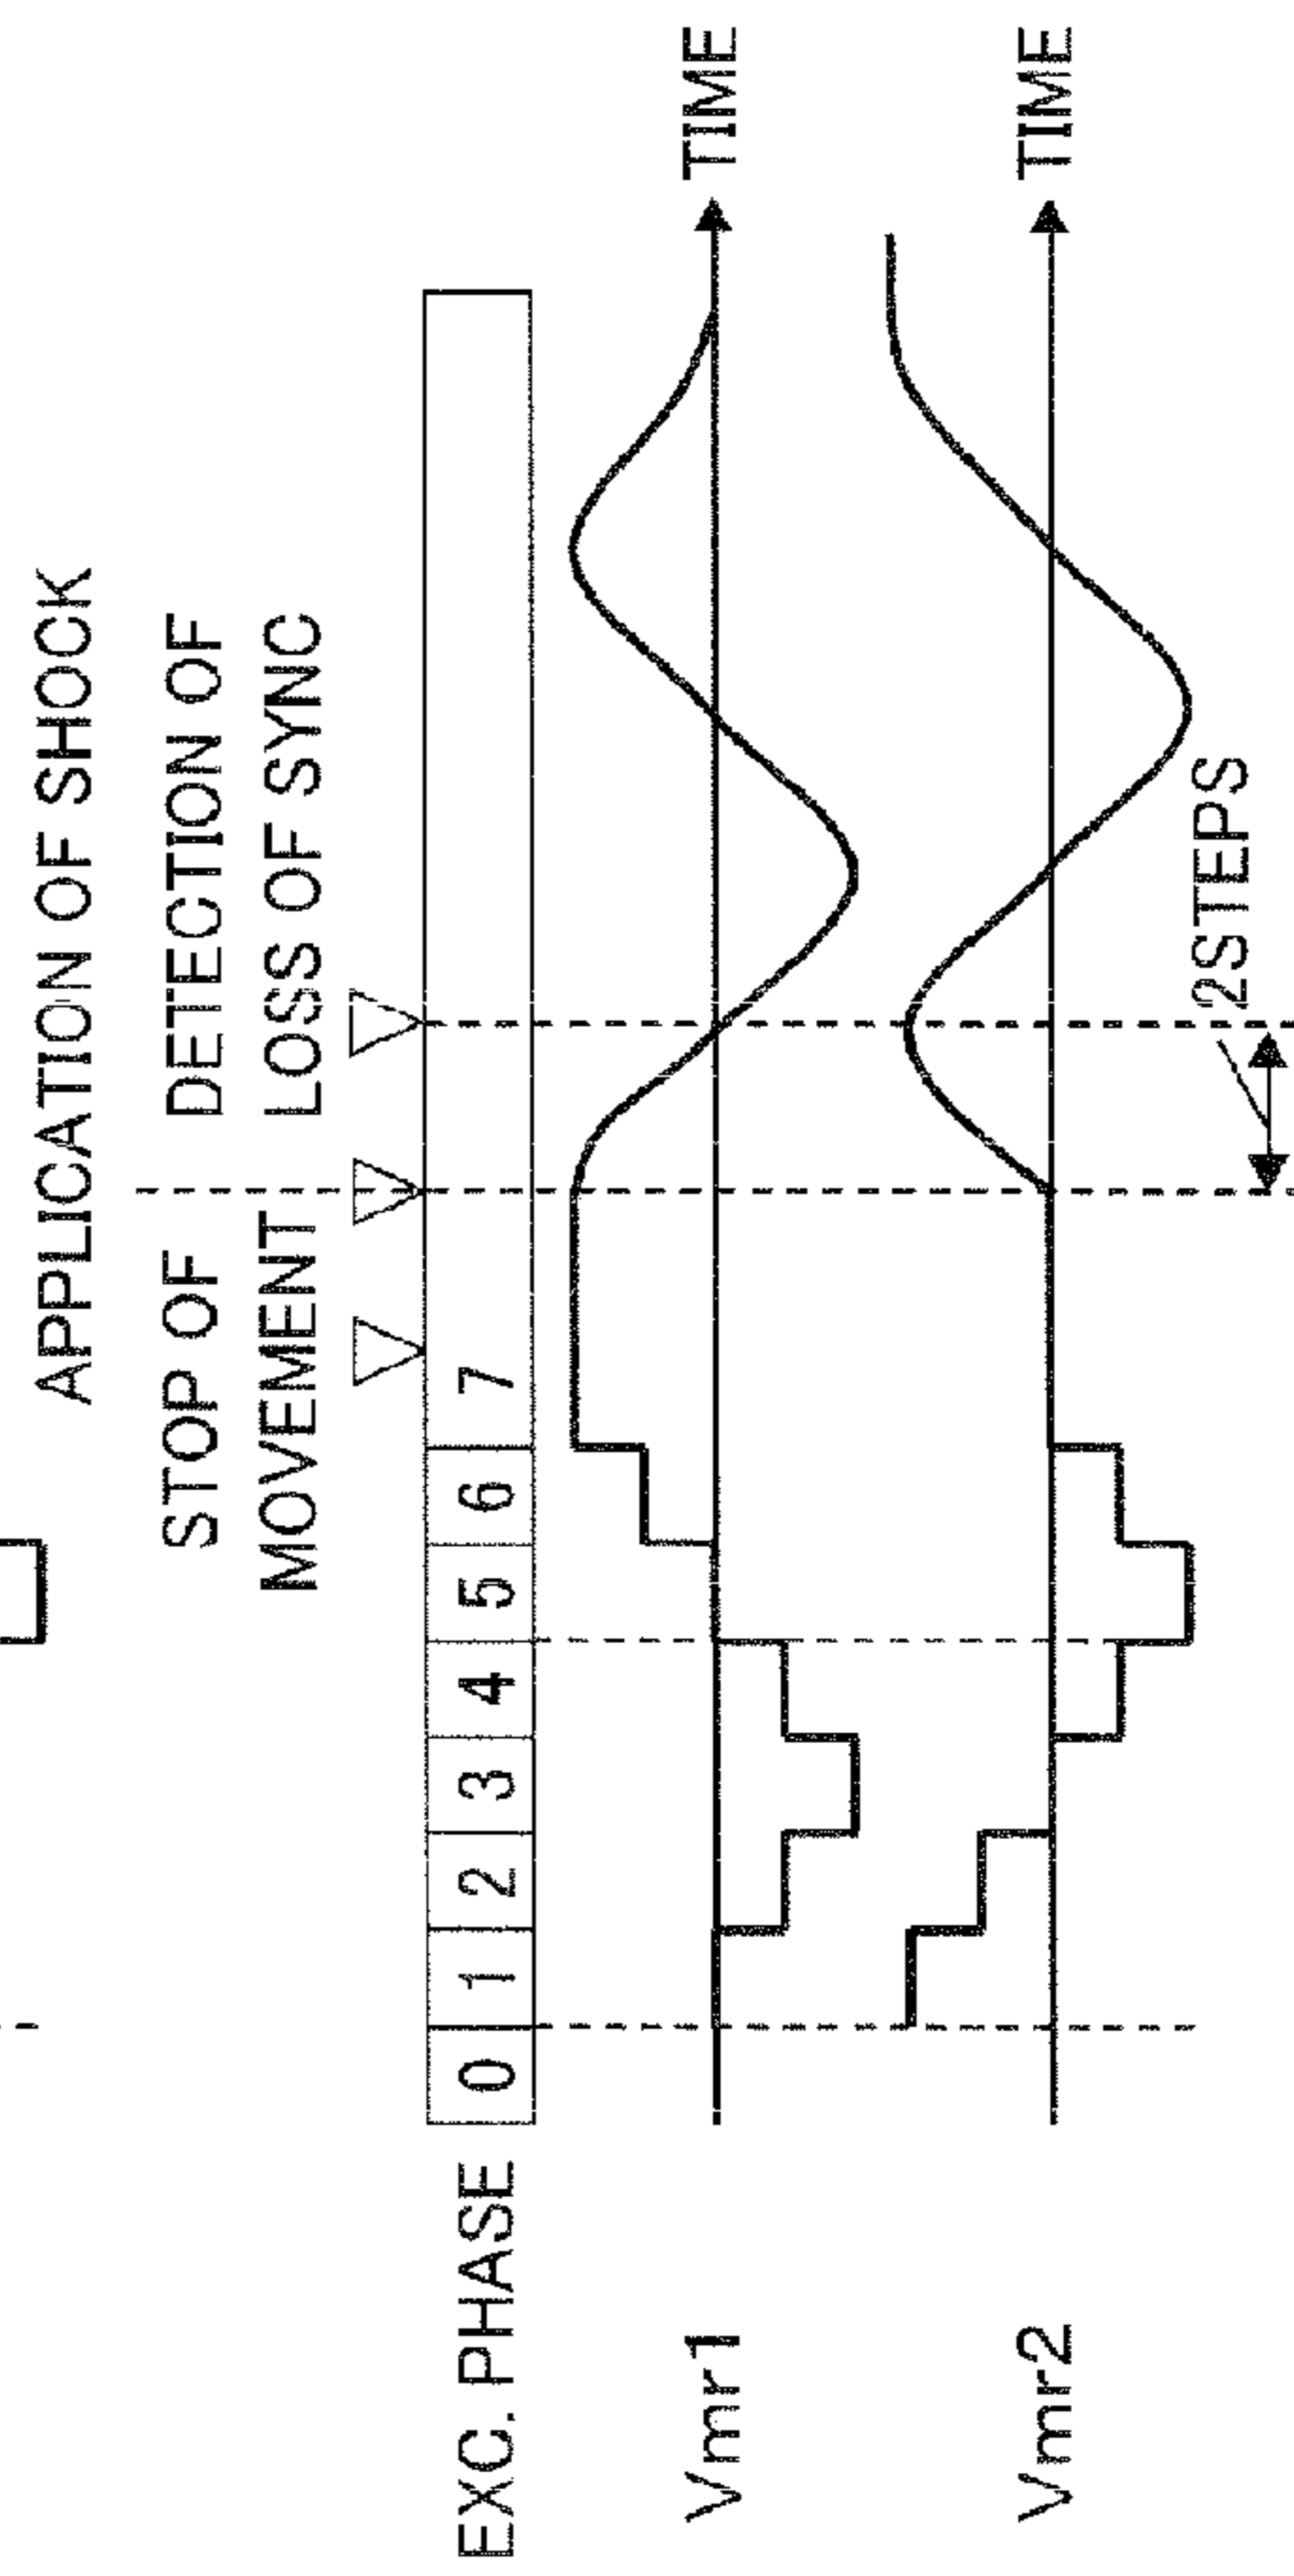 APPLICATION OF SHOCK
STOP OF
MOVEMENT
DETECTION OF
LOSS OF SYNC
EXC. PHASE
0 1 2 3 4 5 6 7
Vmr1
TIME
Vmr2
TIME
2STEPS